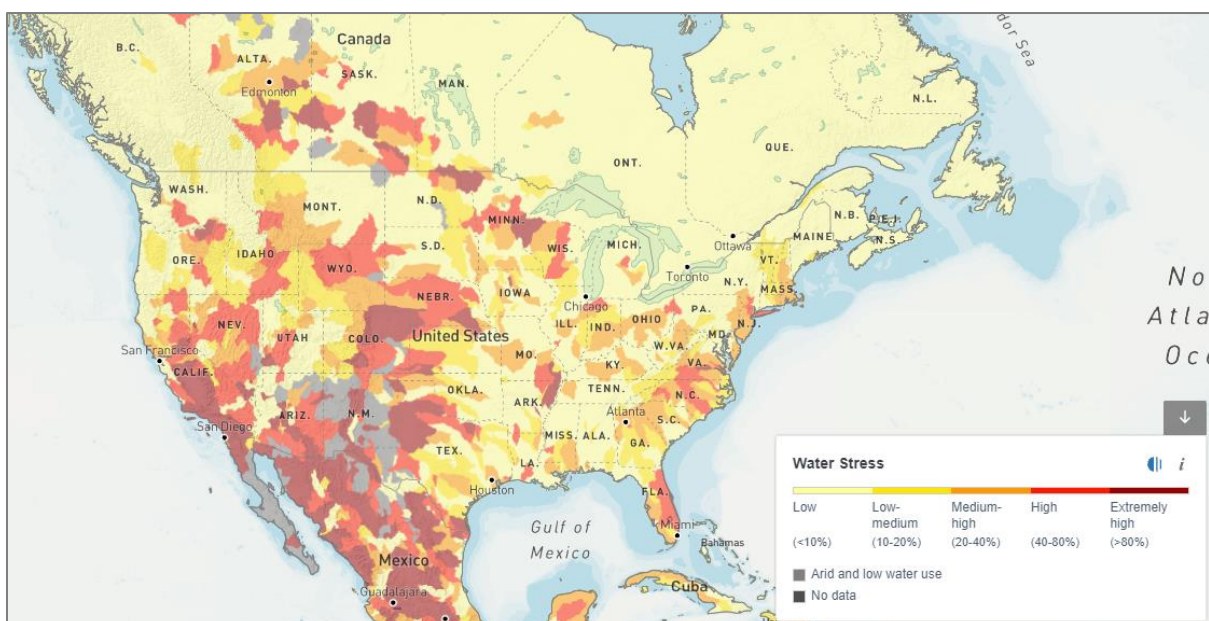 dor Sea
Canada
B.C.
ALTA.
SASK.
MAN.
Edmonton
N.L.
ONT.
QUE.
WASH.
MONT.
N.D.
MINN.
N.B.
P.E.I.
Ottawa
MAINE
N.S.
ORE.
IDAHO
S.D.
WIS.
MICH.
VT.
Toronto
WYO.
N.Y.
MASS.
No
NEBR.
IOWA
Chicago
PA.
Atla
NEV.
UTAH
COLO.
United States
ILL.
IND.
OHIO
N.J.
MD.
W.VA.
Oc
San Francisco
CALIF.
MO.
KY.
VA.
OKLA.
TENN.
N.C.
ARIZ.
N.M.
ARK.
Atlanta
S.C.
San Diego
MISS.
ALA.
GA.
TEX.
LA.
Houston
FLA.
Gulf of
Mexico
Miami
Bahamas
Mexico
Cuba
Guadalajara
Water Stress
Low Low-medium Medium-high High Extremely high
(<10%) (10-20%) (20-40%) (40-80%) (>80%)
Arid and low water use
No data